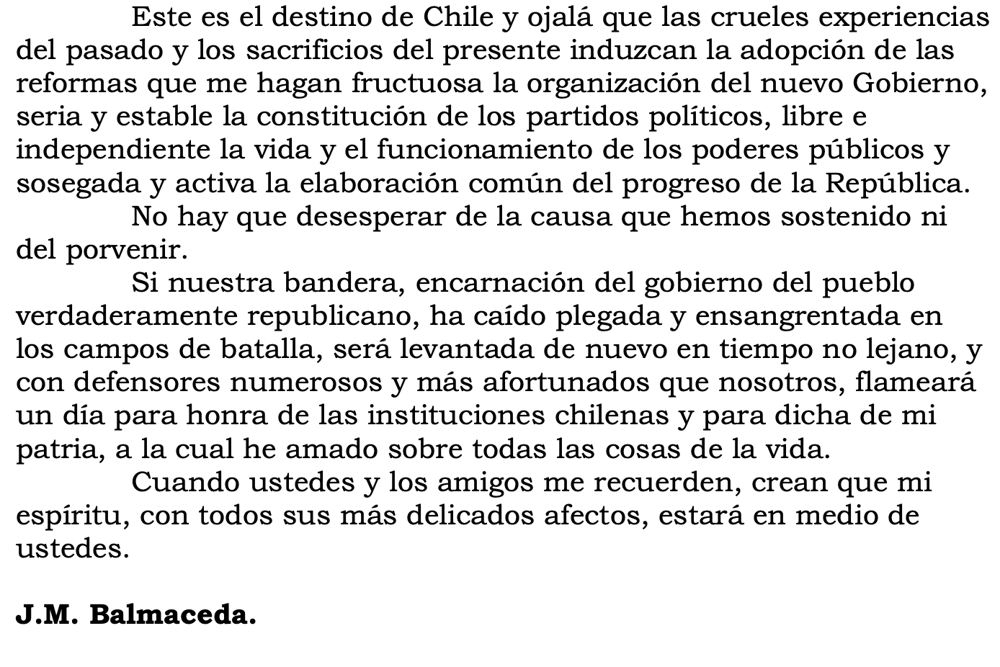 Este es el destino de Chile y ojalá que las crueles experiencias
del pasado y los sacrificios del presente induzcan la adopción de las
reformas que me hagan fructuosa la organización del nuevo Gobierno,
seria y estable la constitución de los partidos políticos, libre e
independiente la vida y el funcionamiento de los poderes públicos y
sosegada y activa la elaboración común del progreso de la República.
No hay que desesperar de la causa que hemos sostenido ni
del porvenir.
Si nuestra bandera, encarnación del gobierno del pueblo
verdaderamente republicano, ha caído plegada y ensangrentada en
los campos de batalla, será levantada de nuevo en tiempo no lejano, y
con defensores numerosos y más afortunados que nosotros, flameará
un día para honra de las instituciones chilenas y para dicha de mi
patria, a la cual he amado sobre todas las cosas de la vida.
Cuando ustedes y los amigos me recuerden, crean que mi
espíritu, con todos sus más delicados afectos, estará en medio de
ustedes.
J.M. Balmaceda.